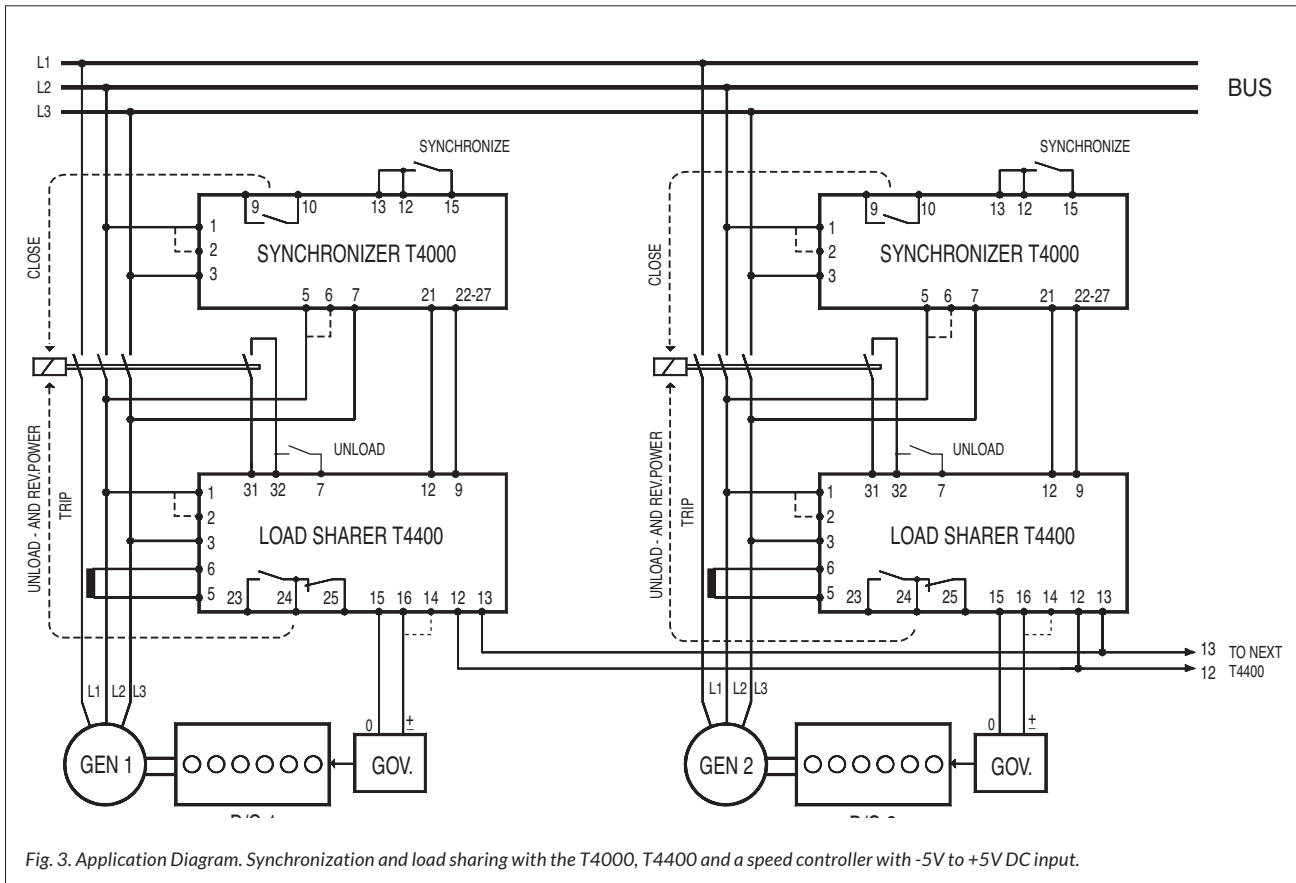 L1
L2
L3
BUS
SYNCHRONIZE
9 10 13 12 15
1
2
3
SYNCHRONIZER T4000
5 6 7 21 22-27
CLOSE
UNLOAD - AND REV.POWER
TRIP
UNLOAD
31 32 7 12 9
1
2
3
6
5
LOAD SHARER T4400
23 24 25 15 16 14 12 13
L1 L2 L3
0 ±
GEN 1
GOV.
SYNCHRONIZE
9 10 13 12 15
1
2
3
SYNCHRONIZER T4000
5 6 7 21 22-27
CLOSE
UNLOAD - AND REV.POWER
TRIP
UNLOAD
31 32 7 12 9
1
2
3
6
5
LOAD SHARER T4400
23 24 25 15 16 14 12 13
13 TO NEXT
12 T4400
L1 L2 L3
0 ±
GEN 2
GOV.
Fig. 3. Application Diagram. Synchronization and load sharing with the T4000, T4400 and a speed controller with -5V to +5V DC input.